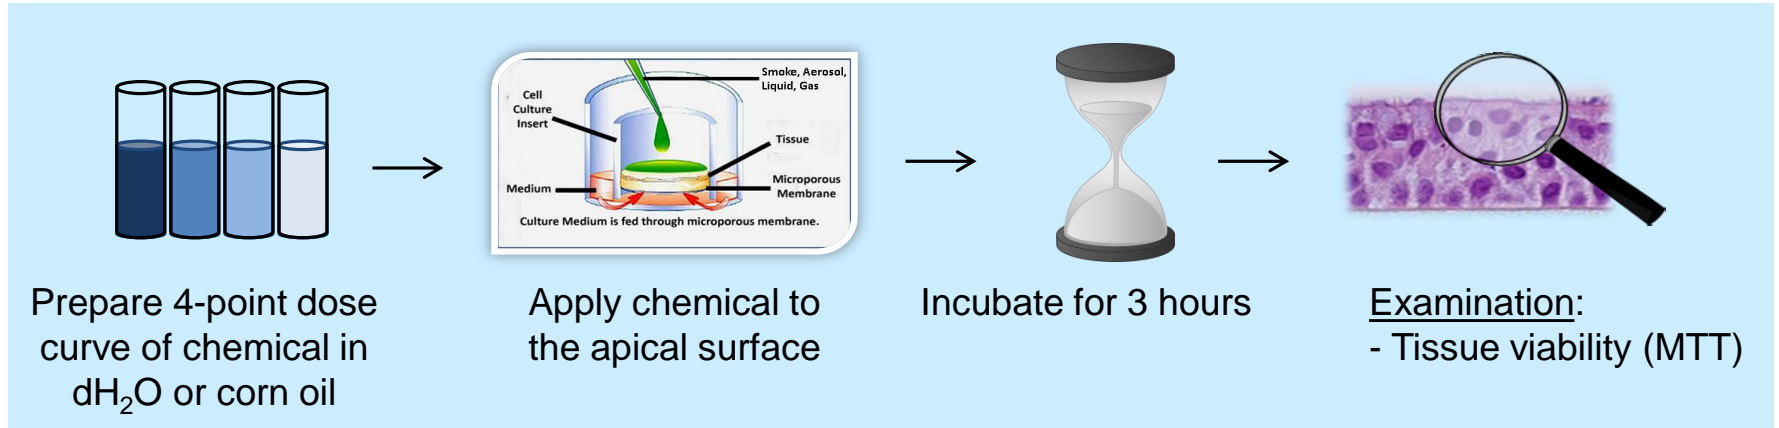 Smoke, Aerosol,
Liquid, Gas
Cell
Culture
Insert
Tissue
Medium
Microporous
Membrane
Culture Medium is fed through microporous membrane.
Prepare 4-point dose
curve of chemical in
dH₂O or corn oil
Apply chemical to
the apical surface
Incubate for 3 hours
Examination:
- Tissue viability (MTT)